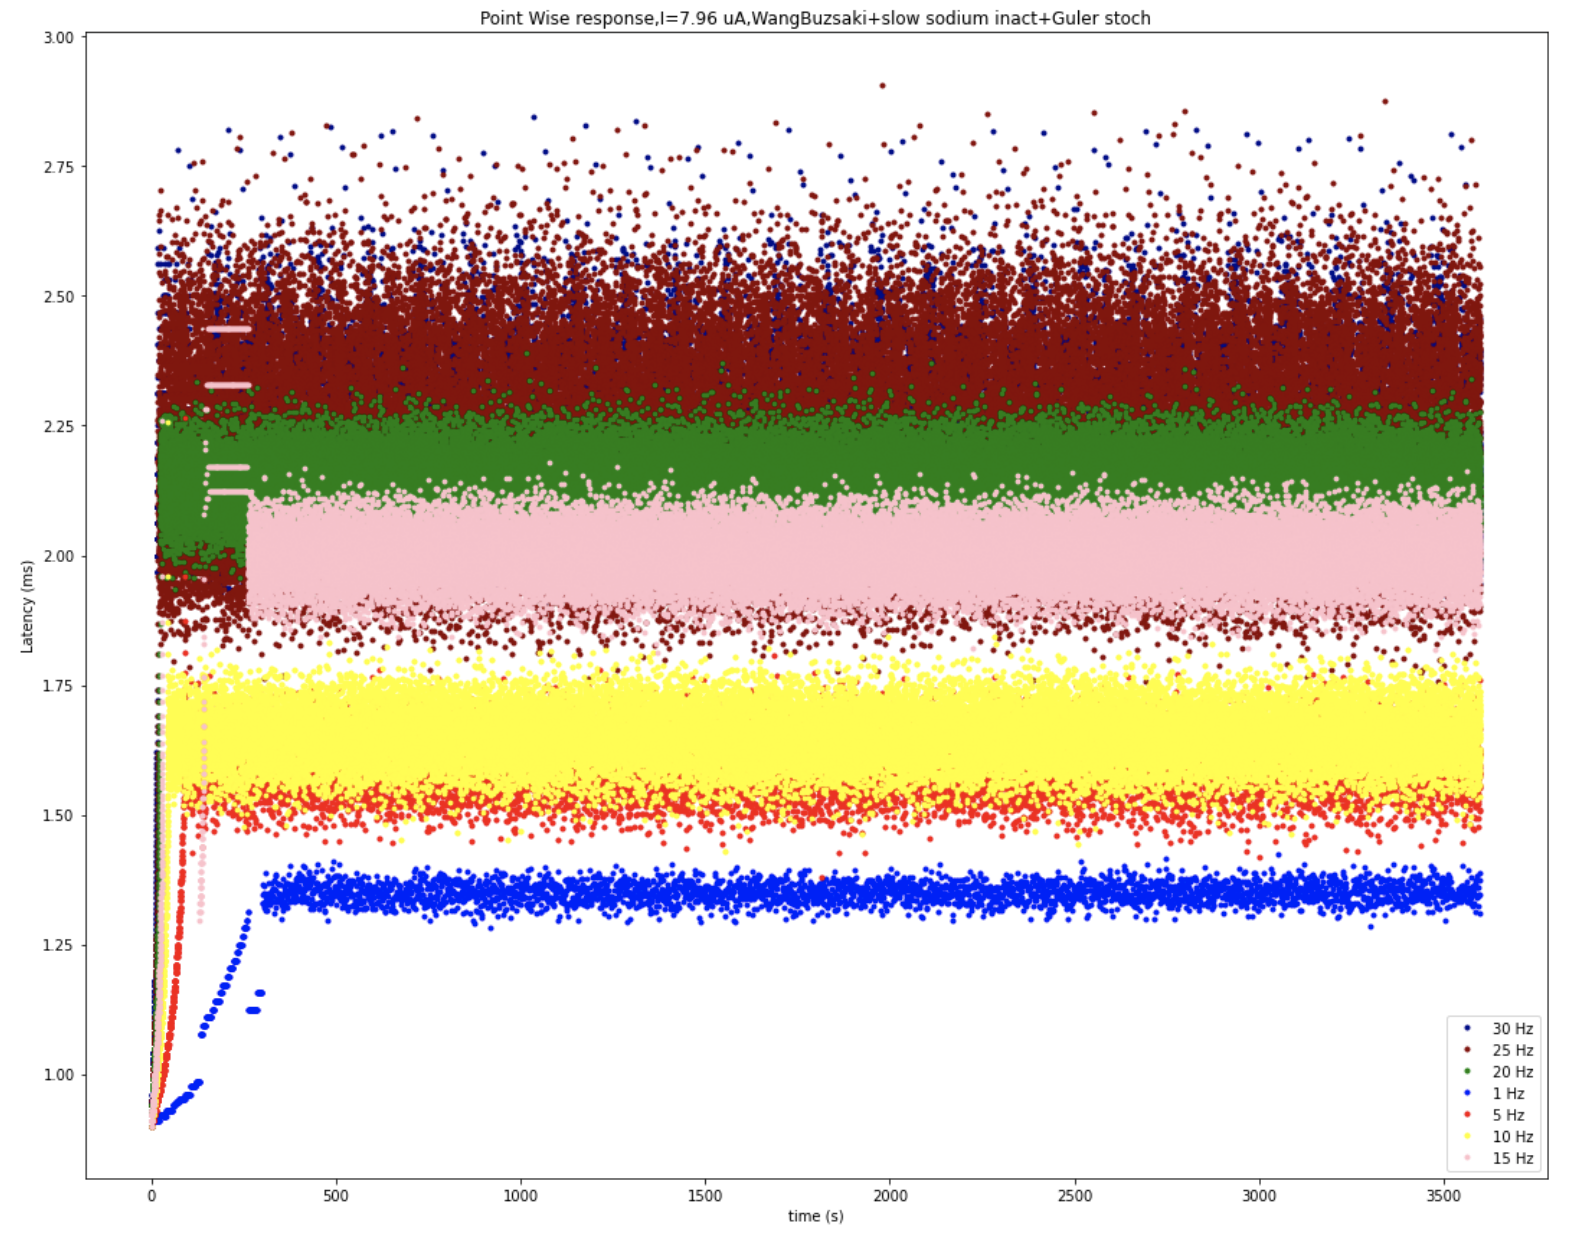 Point Wise response,I=7.96 uA,WangBuzsaki+slow sodium inact+Guler stoch
3.00
2.75
2.50
2.25
2.00
1.75
1.50
1.25
1.00
Latency (ms)
0
500
1000
1500
2000
2500
3000
3500
time (s)
30 Hz
25 Hz
20 Hz
1 Hz
5 Hz
10 Hz
15 Hz